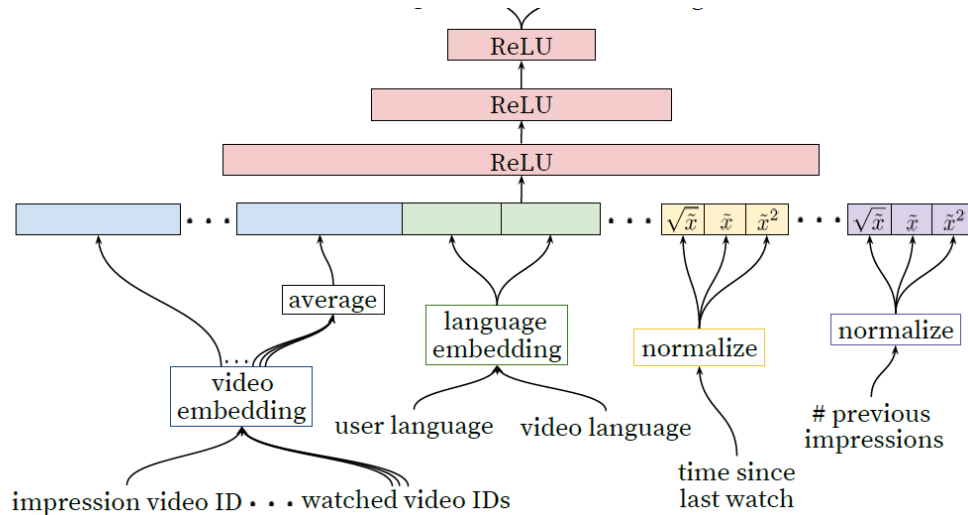 ReLU
ReLU
ReLU
√x̃ x̃ x̃²
√x̃ x̃ x̃²
average
language
embedding
normalize
normalize
...
video
embedding
user language
video language
# previous
impressions
time since
last watch
impression video ID
...
watched video IDs